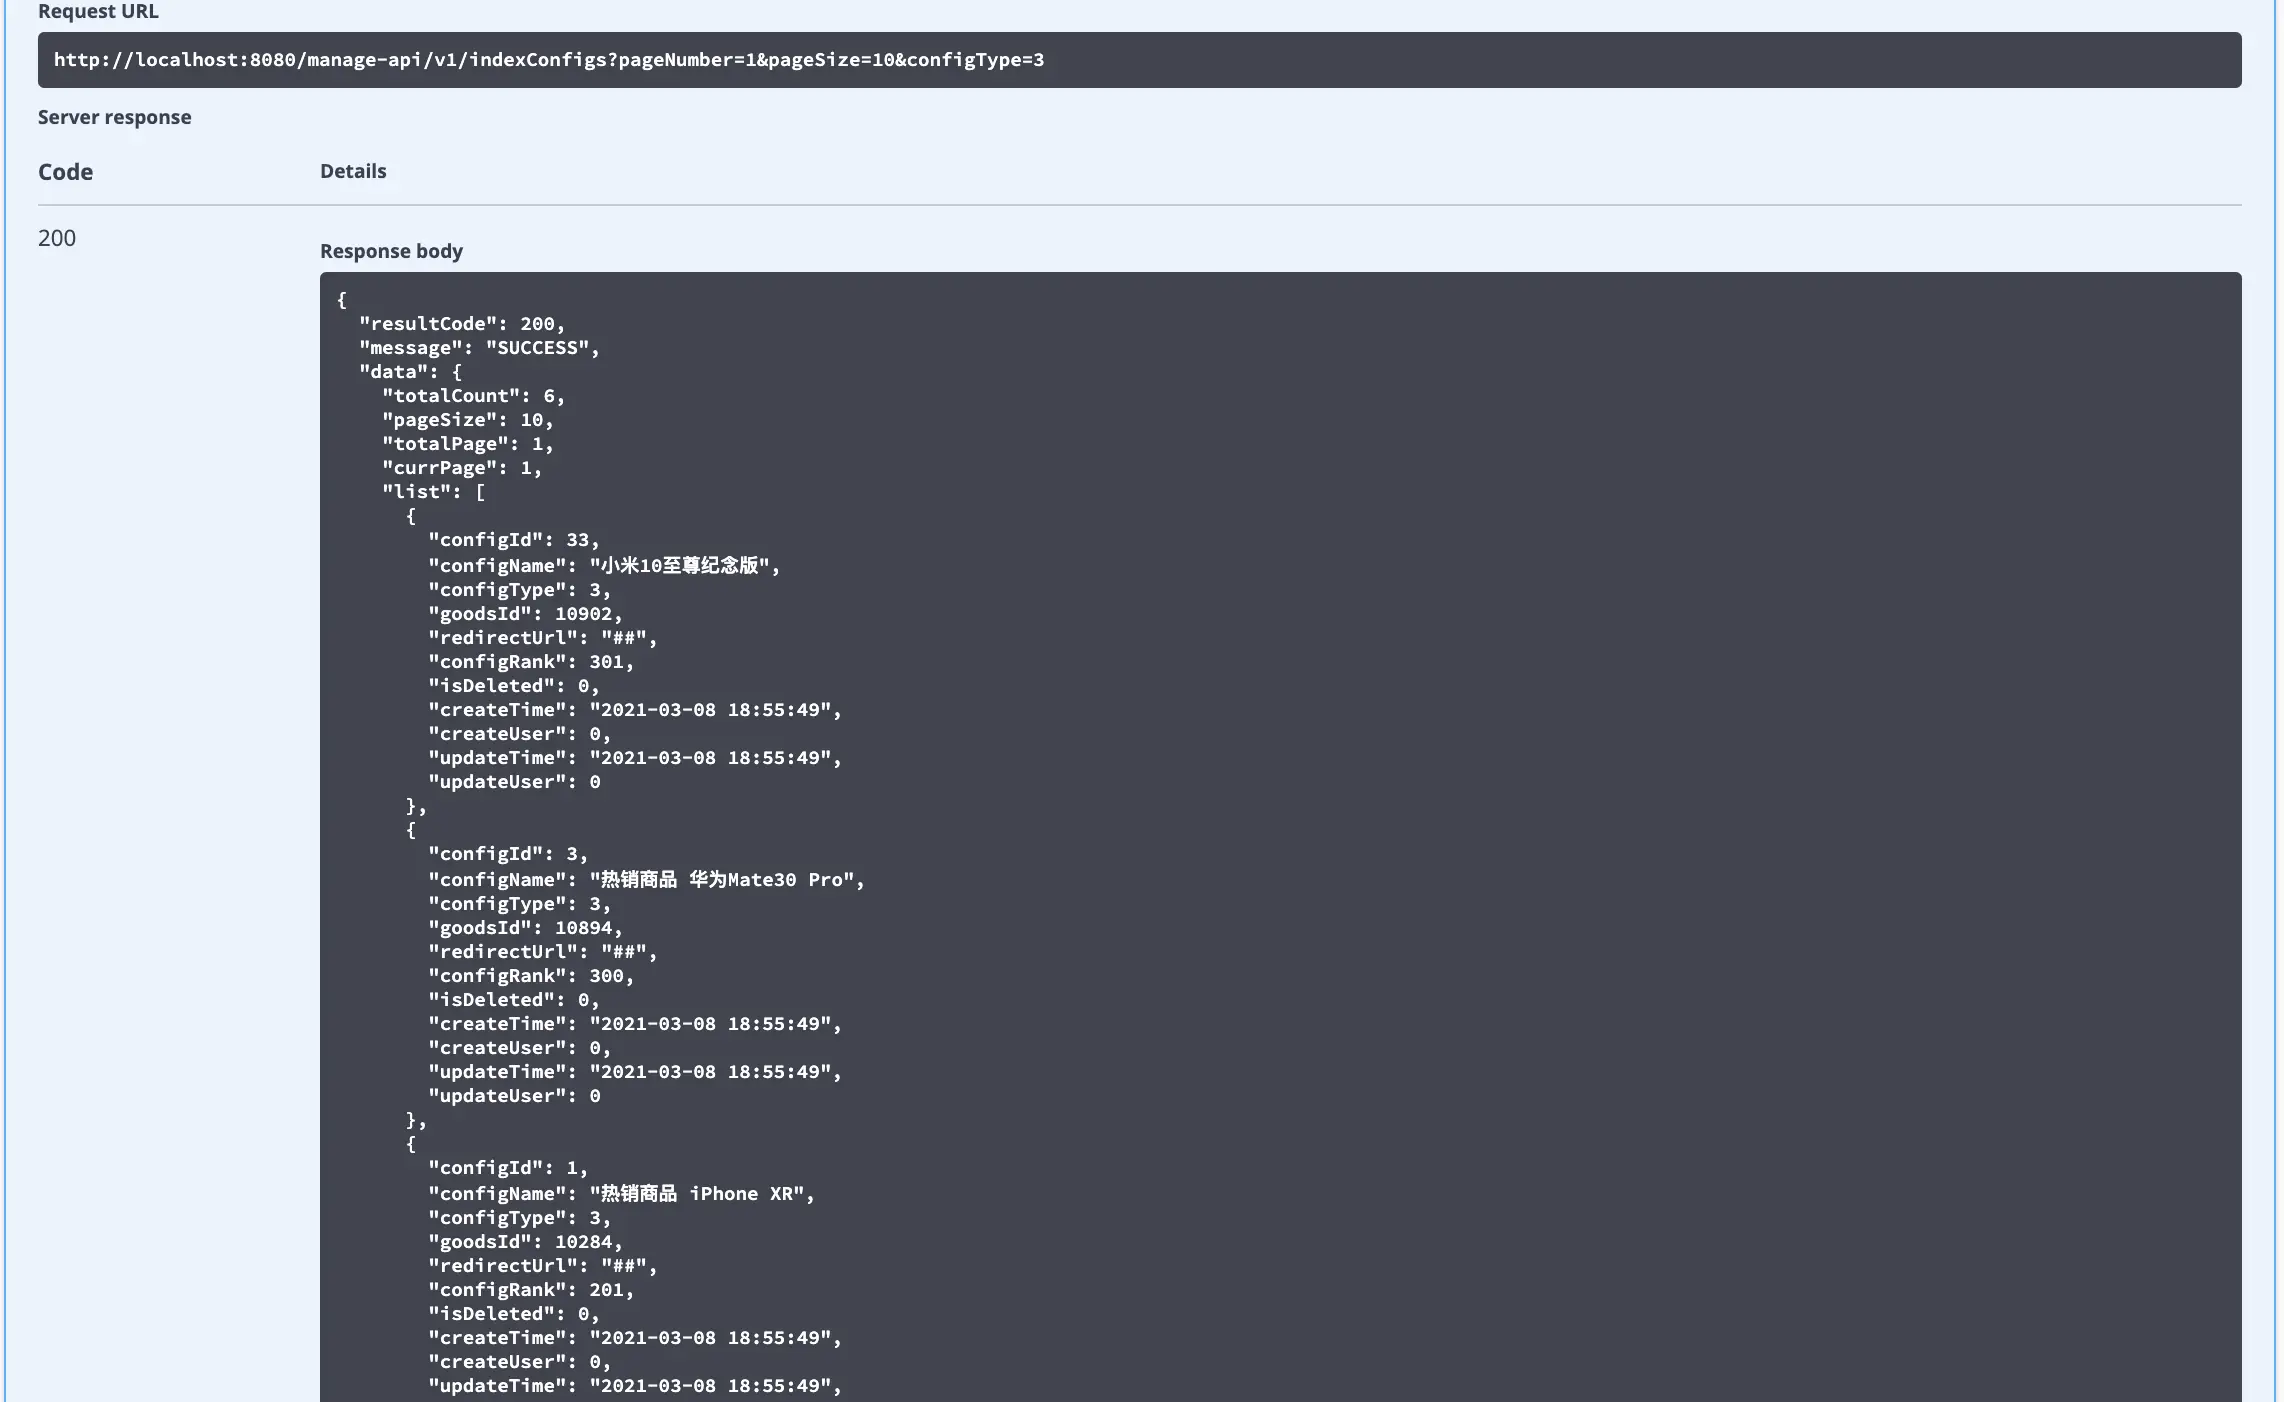 Request URL
http://localhost:8080/manage-api/v1/indexConfigs?pageNumber=1&pageSize=10&configType=3
Server response
Code Details
200
Response body
{
"resultCode": 200,
"message": "SUCCESS",
"data": {
"totalCount": 6,
"pageSize": 10,
"totalPage": 1,
"currPage": 1,
"list": [
{
"configId": 33,
"configName": "小米10至尊纪念版",
"configType": 3,
"goodsId": 10902,
"redirectUrl": "##",
"configRank": 301,
"isDeleted": 0,
"createTime": "2021-03-08 18:55:49",
"createUser": 0,
"updateTime": "2021-03-08 18:55:49",
"updateUser": 0
},
{
"configId": 3,
"configName": "热销商品 华为Mate30 Pro",
"configType": 3,
"goodsId": 10894,
"redirectUrl": "##",
"configRank": 300,
"isDeleted": 0,
"createTime": "2021-03-08 18:55:49",
"createUser": 0,
"updateTime": "2021-03-08 18:55:49",
"updateUser": 0
},
{
"configId": 1,
"configName": "热销商品 iPhone XR",
"configType": 3,
"goodsId": 10284,
"redirectUrl": "##",
"configRank": 201,
"isDeleted": 0,
"createTime": "2021-03-08 18:55:49",
"createUser": 0,
"updateTime": "2021-03-08 18:55:49",